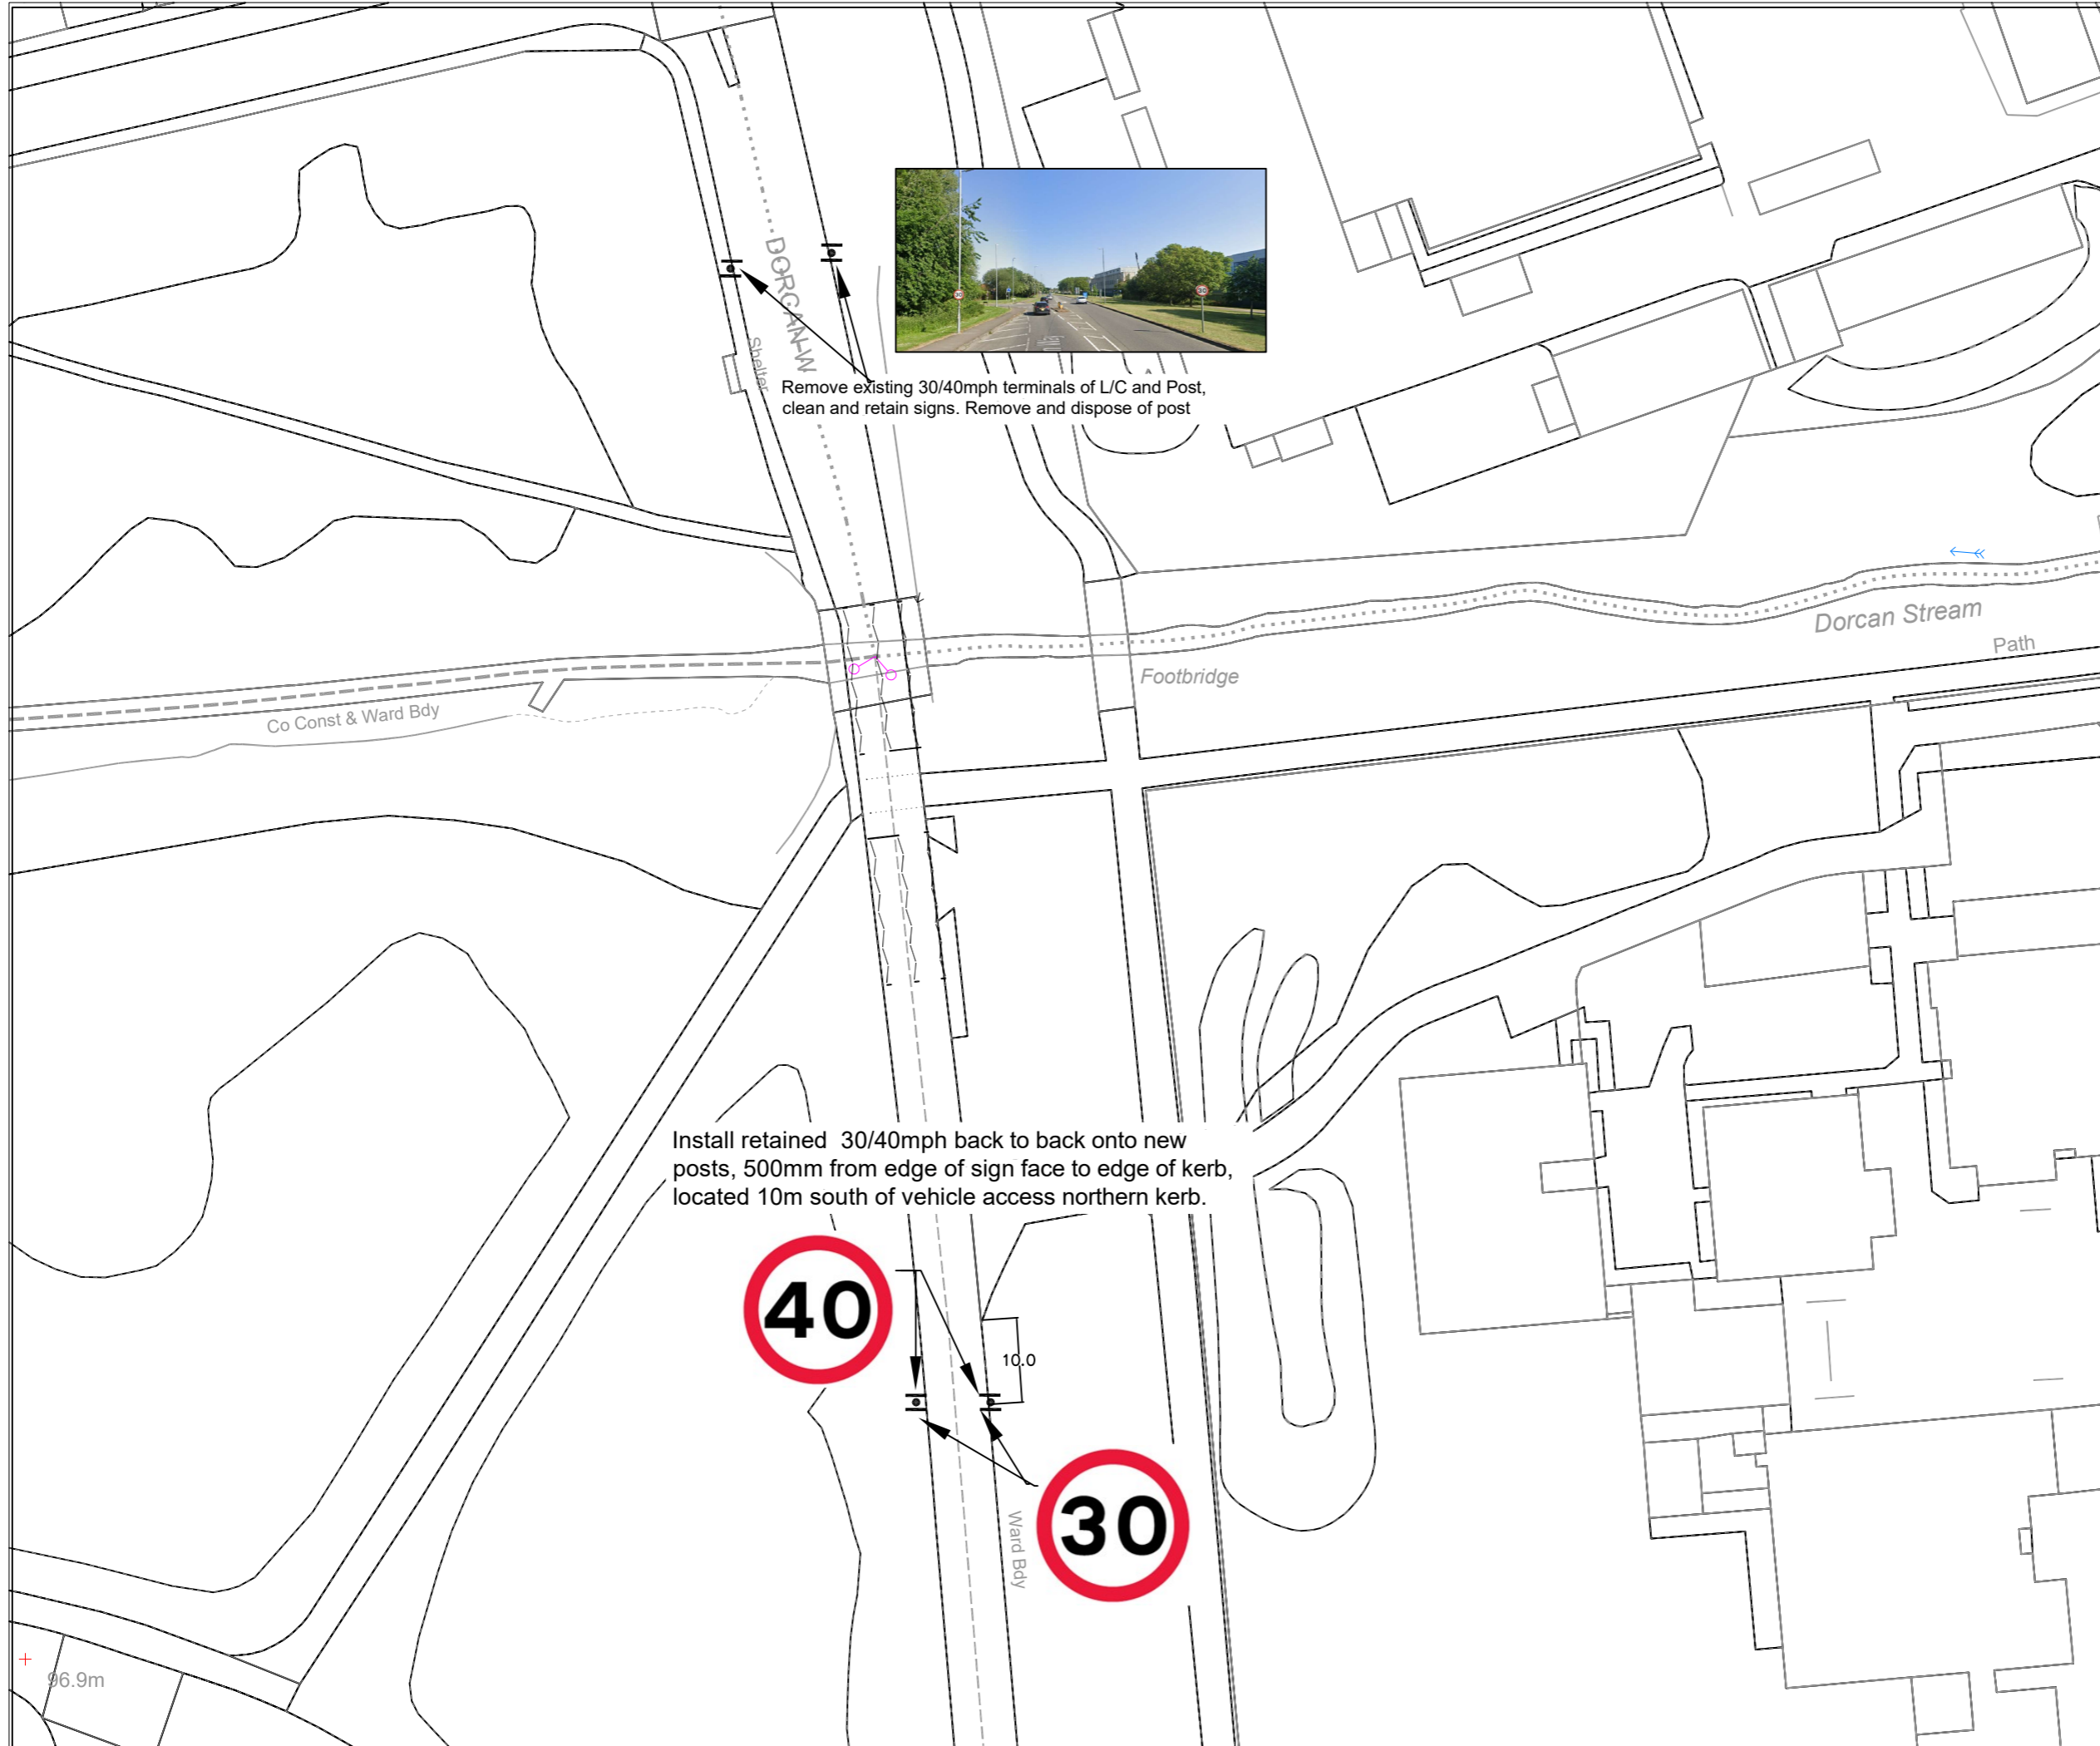 DORCAN W
Shelter
30
30
Remove existing 30/40mph terminals of L/C and Post,
clean and retain signs. Remove and dispose of post
Dorcan Stream
Path
Footbridge
Co Const & Ward Bdy
Install retained 30/40mph back to back onto new
posts, 500mm from edge of sign face to edge of kerb,
located 10m south of vehicle access northern kerb.
40
10.0
30
Ward Bdy
96.9m